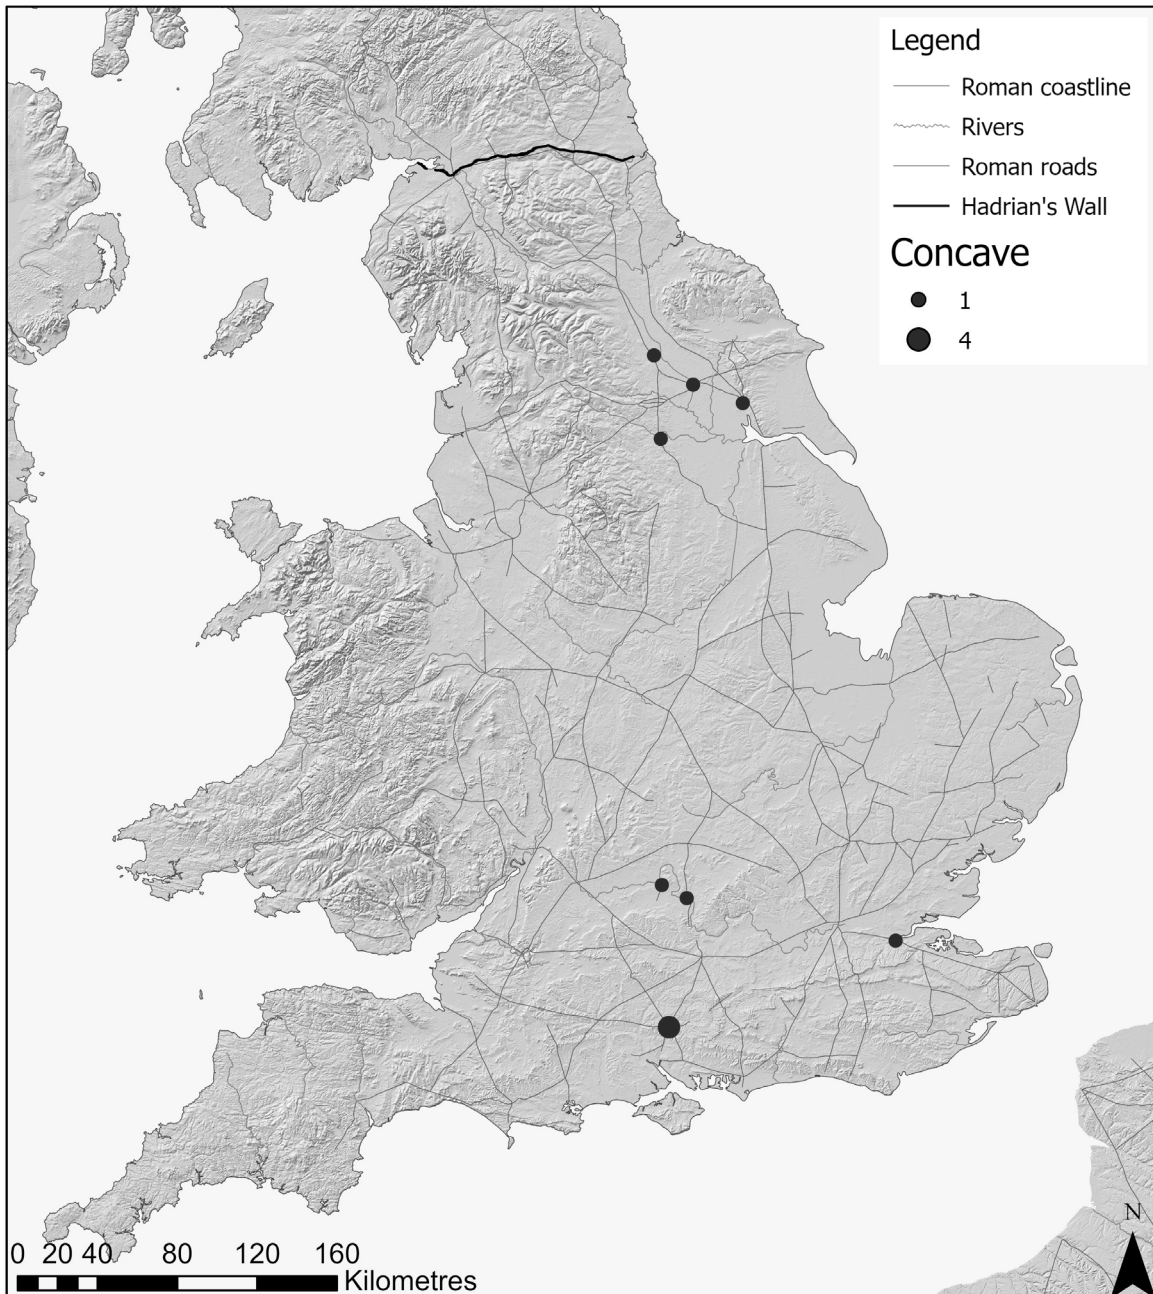 Legend
Roman coastline
Rivers
Roman roads
Hadrian's Wall
Concave
1
4
N
0 20 40 80 120 160
Kilometres